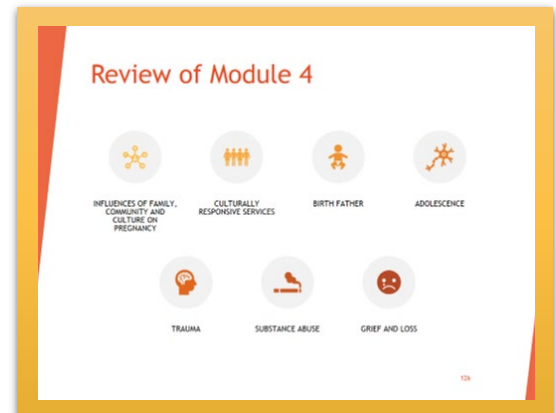 Review of Module 4
INFLUENCES OF FAMILY,
COMMUNITY AND
CULTURE ON
PREGNANCY
CULTURALLY
RESPONSIVE SERVICES
BIRTH FATHER
ADOLESCENCE
TRAUMA
SUBSTANCE ABUSE
GRIEF AND LOSS